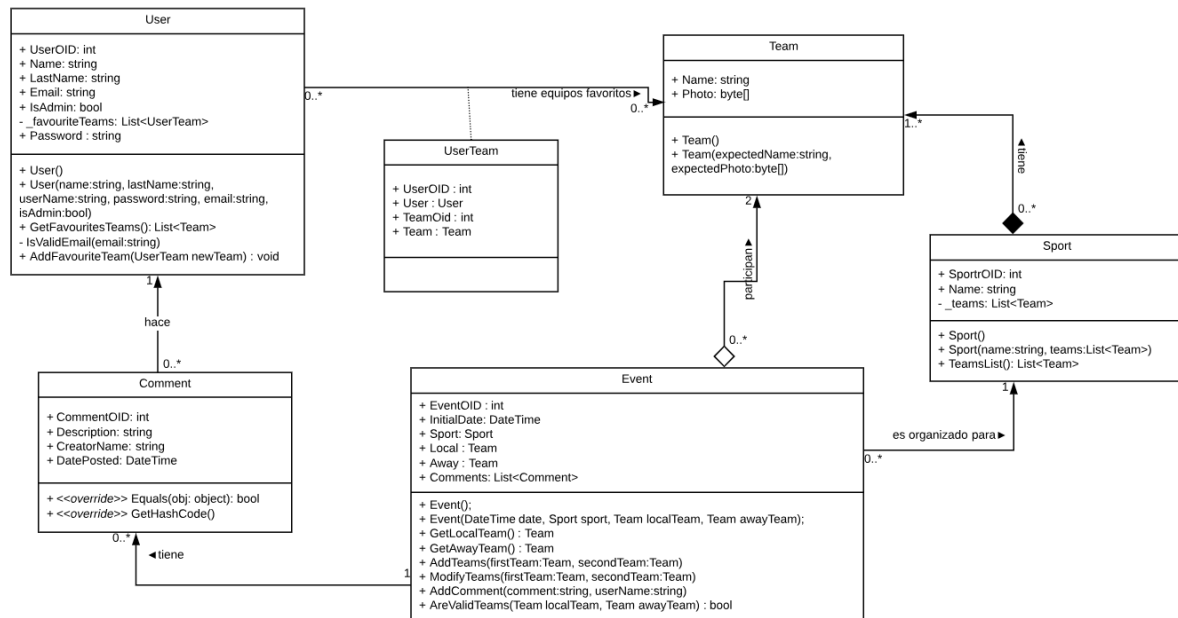 User
+ UserOID: int
+ Name: string
+ LastName: string
+ Email: string
+ IsAdmin: bool
- _favouriteTeams: List<UserTeam>
+ Password : string
+ User()
+ User(name:string, lastName:string,
userName:string, password:string, email:string,
isAdmin:bool)
+ GetFavouritesTeams(): List<Team>
- IsValidEmail(email:string)
+ AddFavouriteTeam(UserTeam newTeam) : void
0..*
tiene equipos favoritos►
0..*
UserTeam
+ UserOID : int
+ User : User
+ TeamOid : int
+ Team : Team
Team
+ Name: string
+ Photo: byte[]
+ Team()
+ Team(expectedName:string,
expectedPhoto:byte[])
1..*
◄tiene
0..*
2
participan►
0..*
Sport
+ SportrOID: int
+ Name: string
- _teams: List<Team>
+ Sport()
+ Sport(name:string, teams:List<Team>)
+ TeamsList(): List<Team>
1
es organizado para►
0..*
1
hace
0..*
Comment
+ CommentOID: int
+ Description: string
+ CreatorName: string
+ DatePosted: DateTime
+ <<override>> Equals(obj: object): bool
+ <<override>> GetHashCode()
0..*
◄tiene
1
Event
+ EventOID : int
+ InitialDate: DateTime
+ Sport: Sport
+ Local : Team
+ Away : Team
+ Comments: List<Comment>
+ Event();
+ Event(DateTime date, Sport sport, Team localTeam, Team awayTeam);
+ GetLocalTeam() : Team
+ GetAwayTeam() : Team
+ AddTeams(firstTeam:Team, secondTeam:Team)
+ ModifyTeams(firstTeam:Team, secondTeam:Team)
+ AddComment(comment:string, userName:string)
+ AreValidTeams(Team localTeam, Team awayTeam) : bool